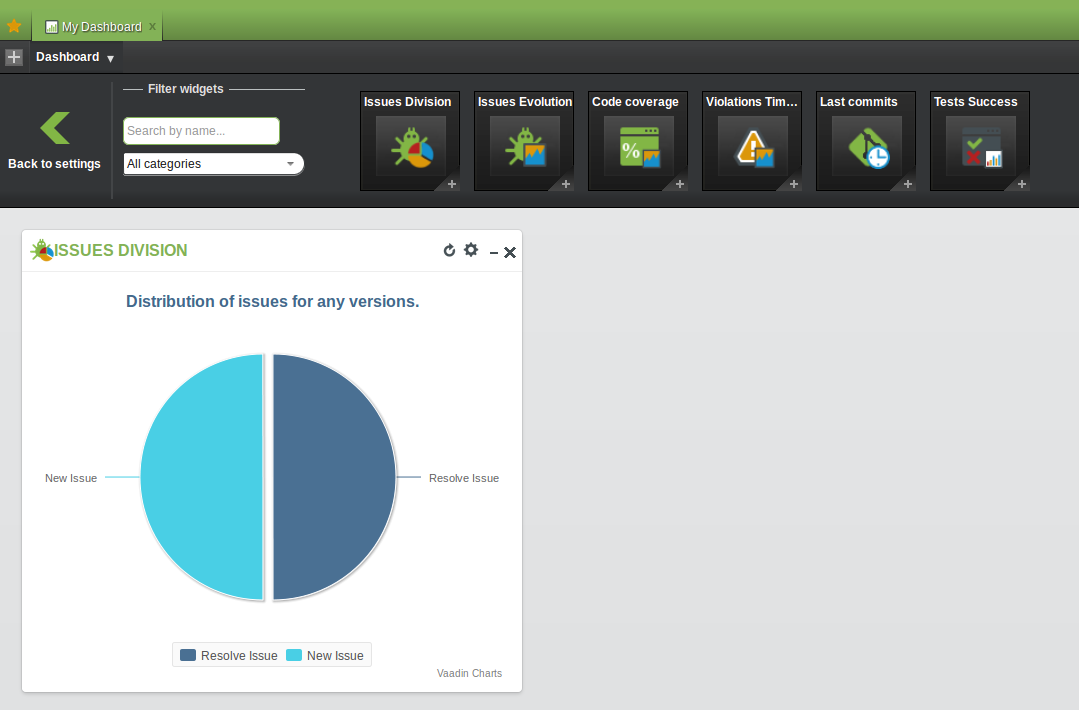 My Dashboard x
Dashboard
Filter widgets
Search by name...
All categories
Back to settings
Issues Division
Issues Evolution
Code coverage
Violations Tim...
Last commits
Tests Success
%
ISSUES DIVISION
Distribution of issues for any versions.
New Issue
Resolve Issue
Resolve Issue New Issue
Vaadin Charts